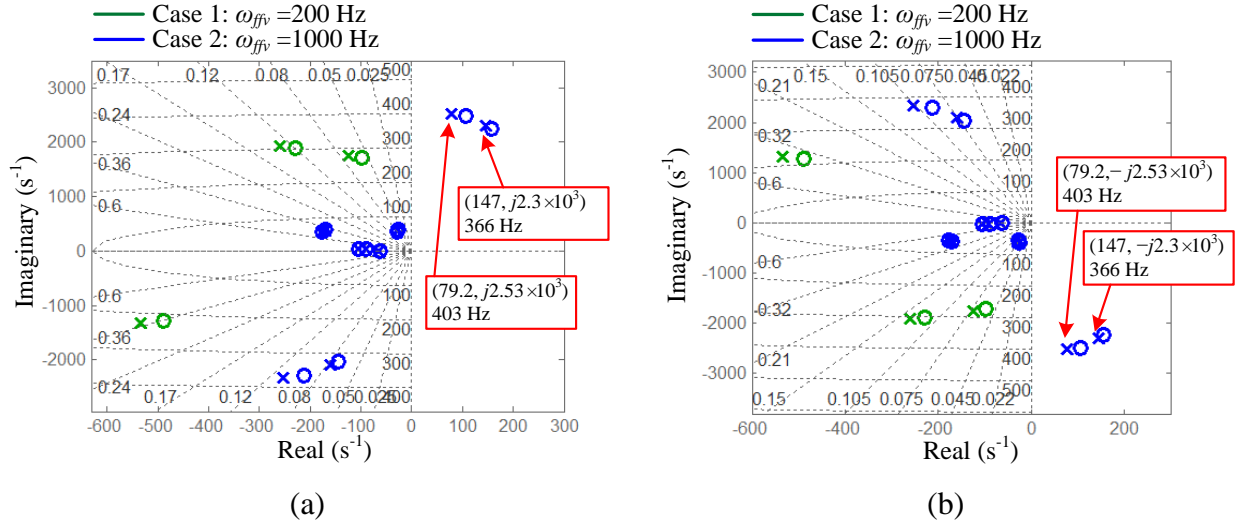 Case 1: ω_ffv =200 Hz
Case 2: ω_ffv =1000 Hz
0.17 0.12 0.08 0.05 0.025 500
3000
400
0.24
2000
300
0.36
200
1000
0.6
100
0
-1000
0.6
100
0.36
200
-2000
300
0.24
0.17 0.12 0.08 0.05 0.025 400
-600 -500 -400 -300 -200 -100 0 100 200 300
Imaginary (s⁻¹)
Real (s⁻¹)
(147, j2.3×10³)
366 Hz
(79.2, j2.53×10³)
403 Hz
(a)
Case 1: ω_ffv =200 Hz
Case 2: ω_ffv =1000 Hz
0.15 0.105 0.075 0.045 0.022
3000
400
0.21
2000
300
0.32
200
1000
0.6
100
0
-1000
0.6
100
0.32
200
-2000
300
0.21
400
-3000
0.15 0.105 0.075 0.045 0.022 500
-600 -400 -200 0 200
Imaginary (s⁻¹)
Real (s⁻¹)
(79.2,−j2.53×10³)
403 Hz
(147, −j2.3×10³)
366 Hz
(b)